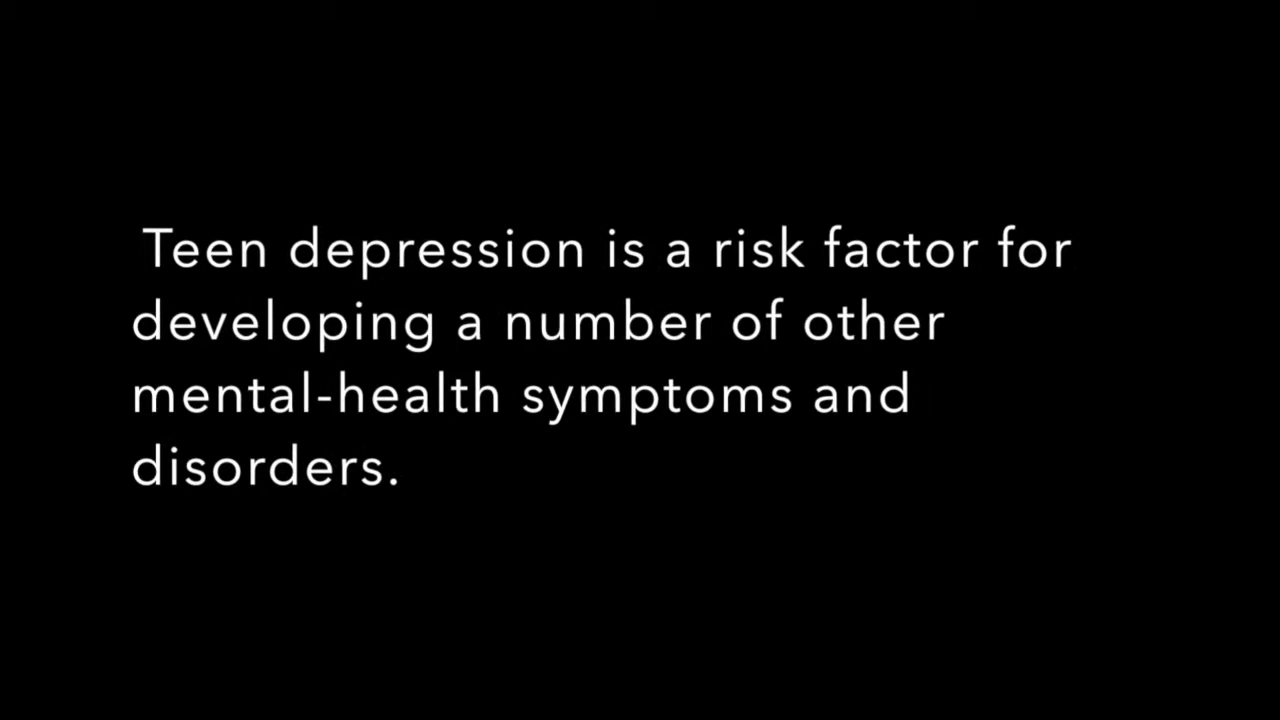 Teen depression is a risk factor for
developing a number of other
mental-health symptoms and
disorders.